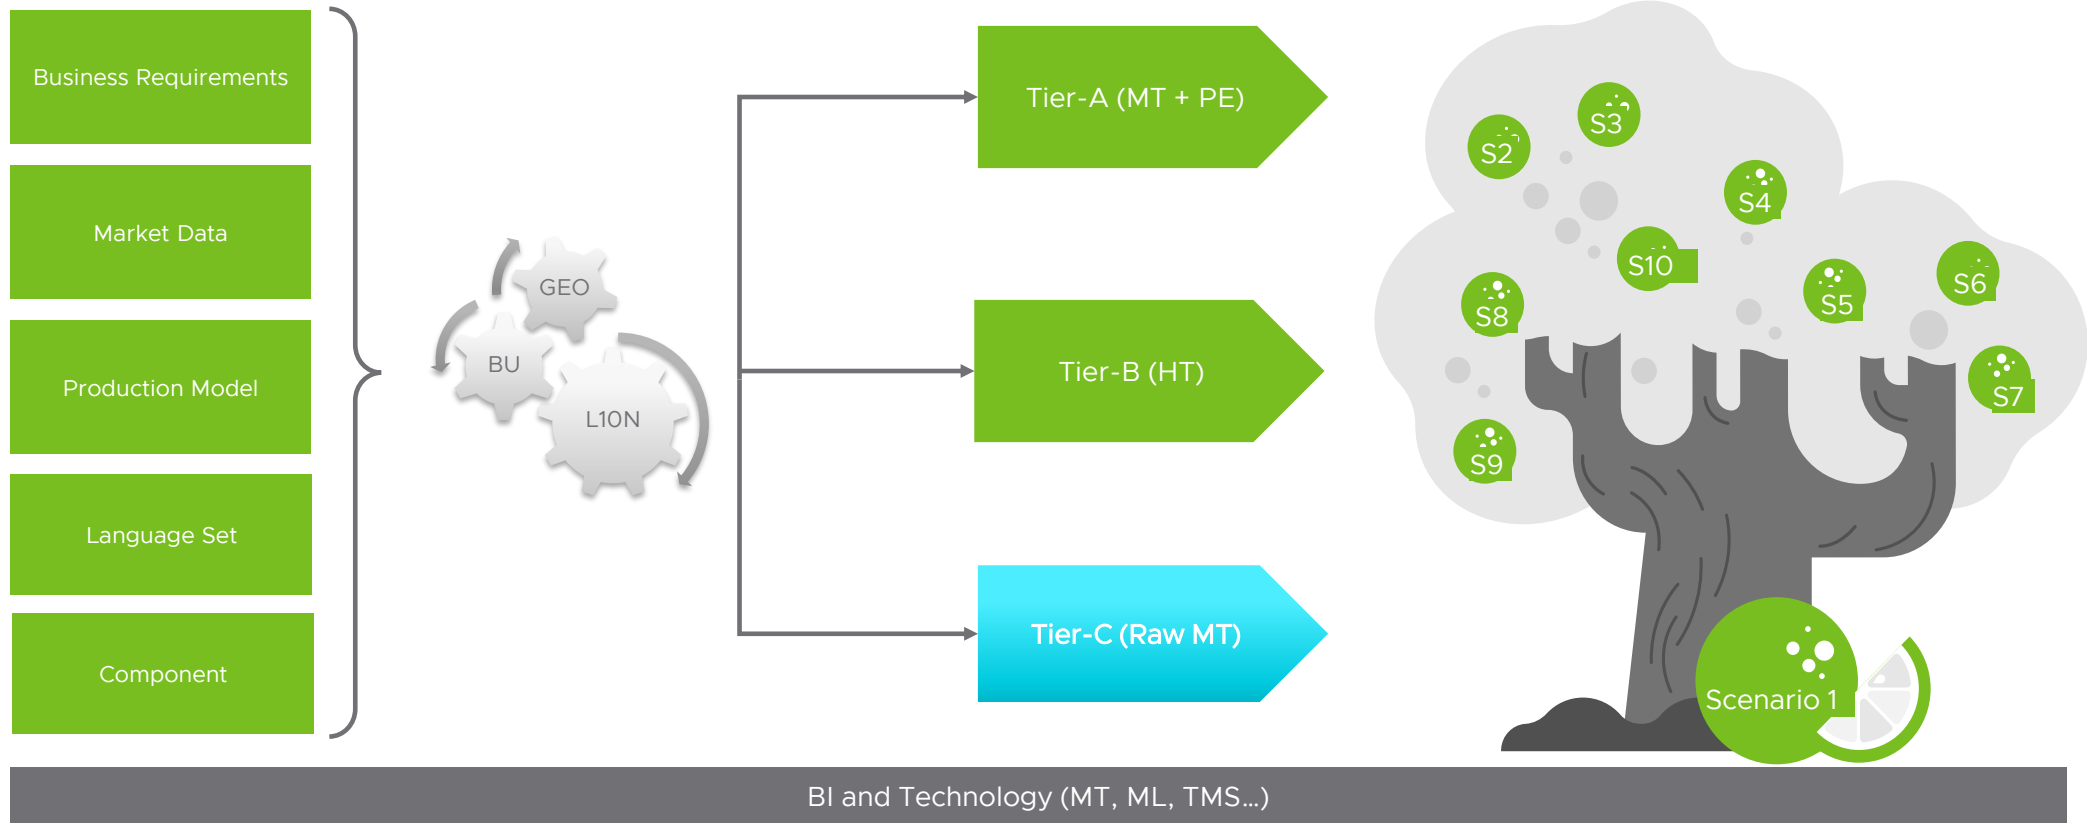 Business Requirements
Market Data
Production Model
Language Set
Component
GEO
BU
L10N
Tier-A (MT + PE)
Tier-B (HT)
Tier-C (Raw MT)
S3
S2
S4
S10
S6
S5
S8
S7
S9
Scenario 1
BI and Technology (MT, ML, TMS...)